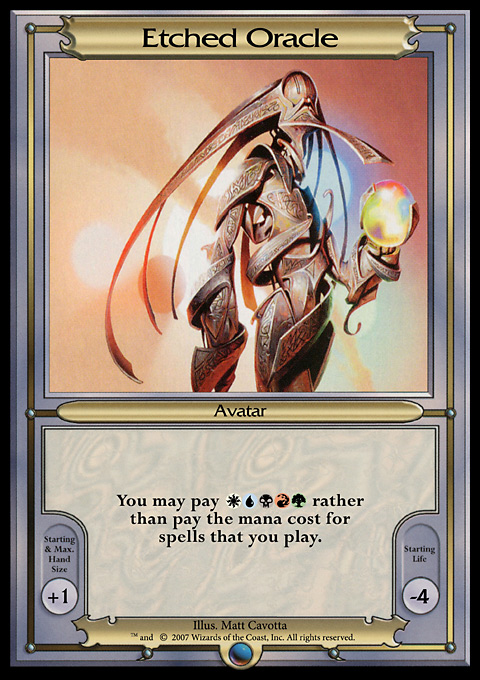 Etched Oracle
Avatar
You may pay rather
than pay the mana cost for
spells that you play.
Starting
& Max.
Hand
Size
+1
Starting
Life
-4
Illus. Matt Cavotta
™ and © 2007 Wizards of the Coast, Inc. All rights reserved.